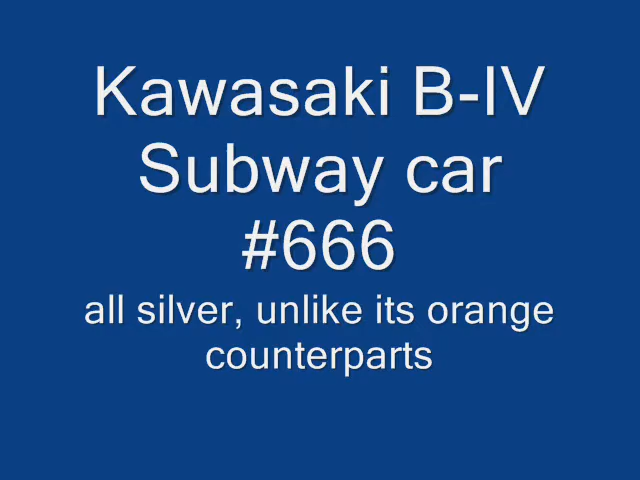 Kawasaki B-IV
Subway car
#666
all silver, unlike its orange
counterparts